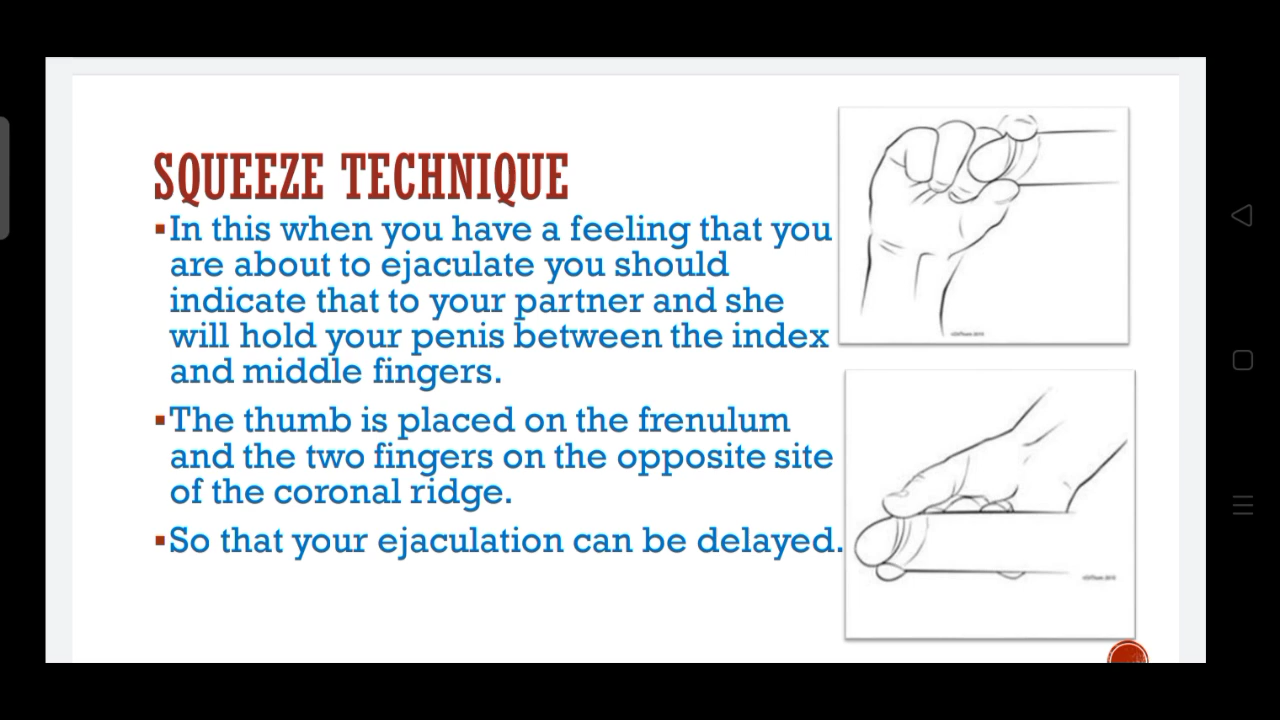 SQUEEZE TECHNIQUE
▪In this when you have a feeling that you
are about to ejaculate you should
indicate that to your partner and she
will hold your penis between the index
and middle fingers.
▪The thumb is placed on the frenulum
and the two fingers on the opposite site
of the coronal ridge.
▪So that your ejaculation can be delayed.